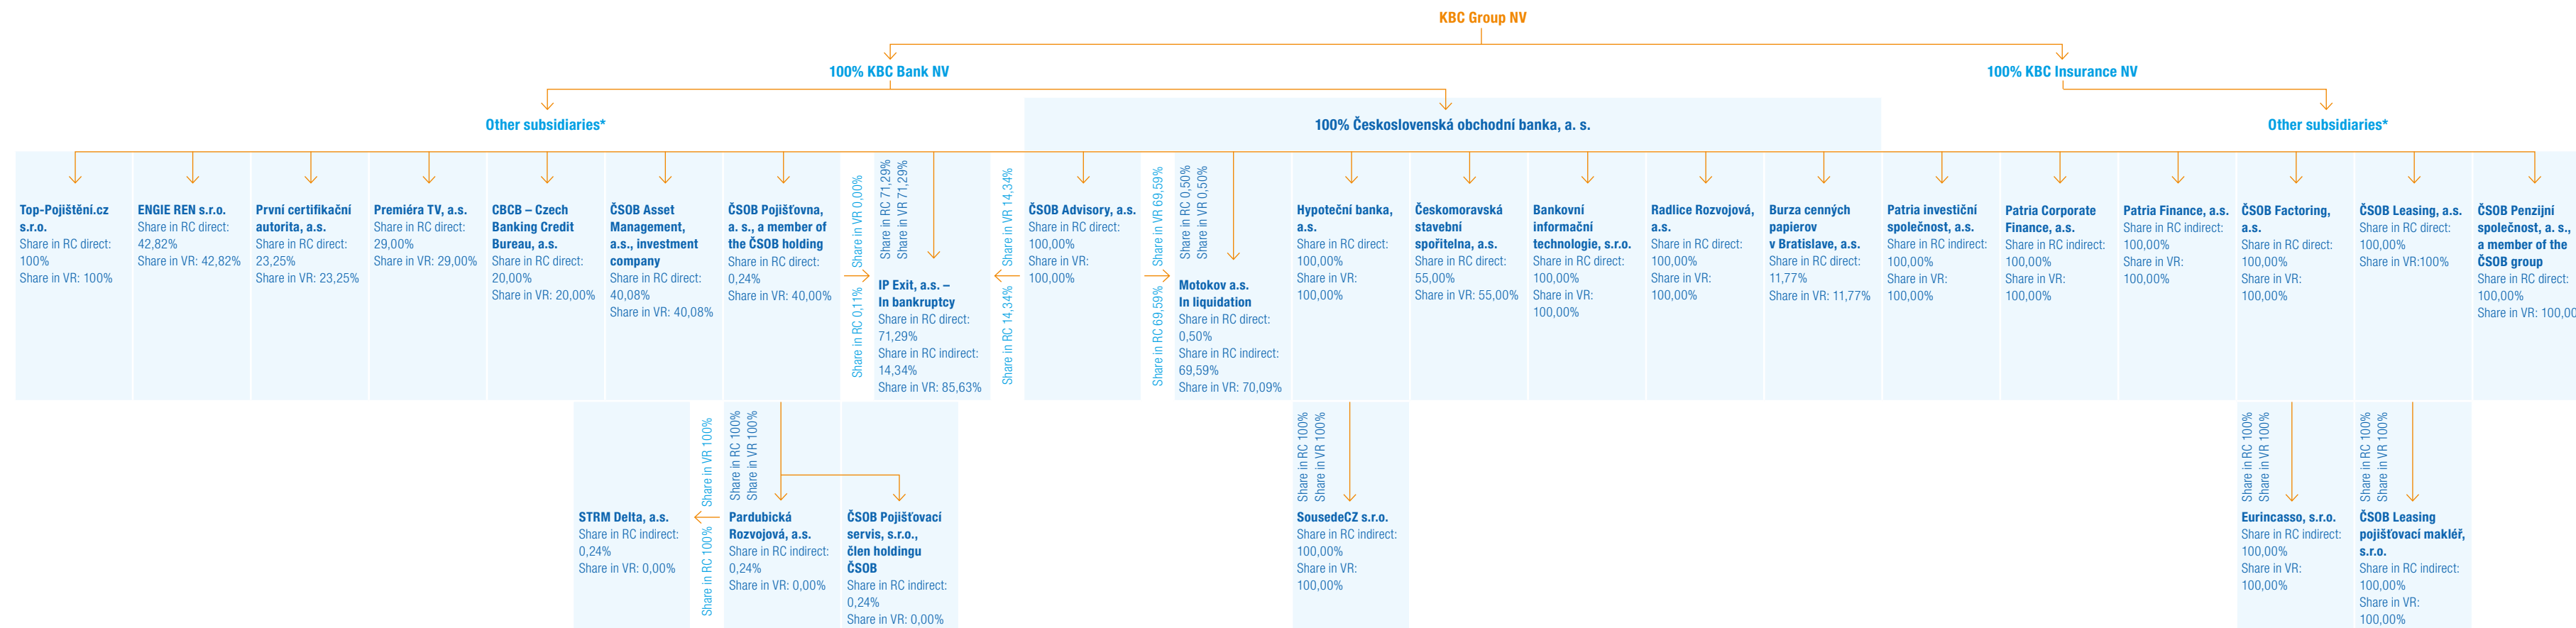 KBC Group NV
100% KBC Bank NV
100% KBC Insurance NV
Other subsidiaries*
100% Československá obchodní banka, a. s.
Other subsidiaries*
Top-Pojištění.cz
s.r.o.
Share in RC direct:
100%
Share in VR: 100%
ENGIE REN s.r.o.
Share in RC direct:
42,82%
Share in VR: 42,82%
První certifikační
autorita, a.s.
Share in RC direct:
23,25%
Share in VR: 23,25%
Premiéra TV, a.s.
Share in RC direct:
29,00%
Share in VR: 29,00%
CBCB – Czech
Banking Credit
Bureau, a.s.
Share in RC direct:
20,00%
Share in VR: 20,00%
ČSOB Asset
Management,
a.s., investment
company
Share in RC direct:
40,08%
Share in VR: 40,08%
ČSOB Pojišťovna,
a. s., a member of
the ČSOB holding
Share in RC direct:
0,24%
Share in VR: 40,00%
Share in VR 0,00%
Share in RC 0,11%
Share in RC 71,29%
Share in VR 71,29%
IP Exit, a.s. –
In bankruptcy
Share in RC direct:
71,29%
Share in RC indirect:
14,34%
Share in VR: 85,63%
Share in VR 14,34%
Share in RC 14,34%
ČSOB Advisory, a.s.
Share in RC direct:
100,00%
Share in VR:
100,00%
Share in VR 69,59%
Share in RC 69,59%
Share in RC 0,50%
Share in VR 0,50%
Motokov a.s.
In liquidation
Share in RC direct:
0,50%
Share in RC indirect:
69,59%
Share in VR: 70,09%
Hypoteční banka,
a.s.
Share in RC direct:
100,00%
Share in VR:
100,00%
Českomoravská
stavební
spořitelna, a.s.
Share in RC direct:
55,00%
Share in VR: 55,00%
Bankovní
informační
technologie, s.r.o.
Share in RC direct:
100,00%
Share in VR:
100,00%
Radlice Rozvojová,
a.s.
Share in RC direct:
100,00%
Share in VR:
100,00%
Burza cenných
papierov
v Bratislave, a.s.
Share in RC direct:
11,77%
Share in VR: 11,77%
Patria investiční
společnost, a.s.
Share in RC indirect:
100,00%
Share in VR:
100,00%
Patria Corporate
Finance, a.s.
Share in RC indirect:
100,00%
Share in VR:
100,00%
Patria Finance, a.s.
Share in RC indirect:
100,00%
Share in VR:
100,00%
ČSOB Factoring,
a.s.
Share in RC direct:
100,00%
Share in VR:
100,00%
ČSOB Leasing, a.s.
Share in RC direct:
100,00%
Share in VR:100%
ČSOB Penzijní
společnost, a. s.,
a member of the
ČSOB group
Share in RC direct:
100,00%
Share in VR: 100,00
STRM Delta, a.s.
Share in RC indirect:
0,24%
Share in VR: 0,00%
Share in VR 100%
Share in RC 100%
Share in RC 100%
Share in VR 100%
Pardubická
Rozvojová, a.s.
Share in RC indirect:
0,24%
Share in VR: 0,00%
ČSOB Pojišťovací
servis, s.r.o.,
člen holdingu
ČSOB
Share in RC indirect:
0,24%
Share in VR: 0,00%
Share in RC 100%
Share in VR 100%
SousedeCZ s.r.o.
Share in RC indirect:
100,00%
Share in VR:
100,00%
Share in RC 100%
Share in VR 100%
Eurincasso, s.r.o.
Share in RC indirect:
100,00%
Share in VR:
100,00%
Share in RC 100%
Share in VR 100%
ČSOB Leasing
pojišťovací makléř,
s.r.o.
Share in RC indirect:
100,00%
Share in VR:
100,00%